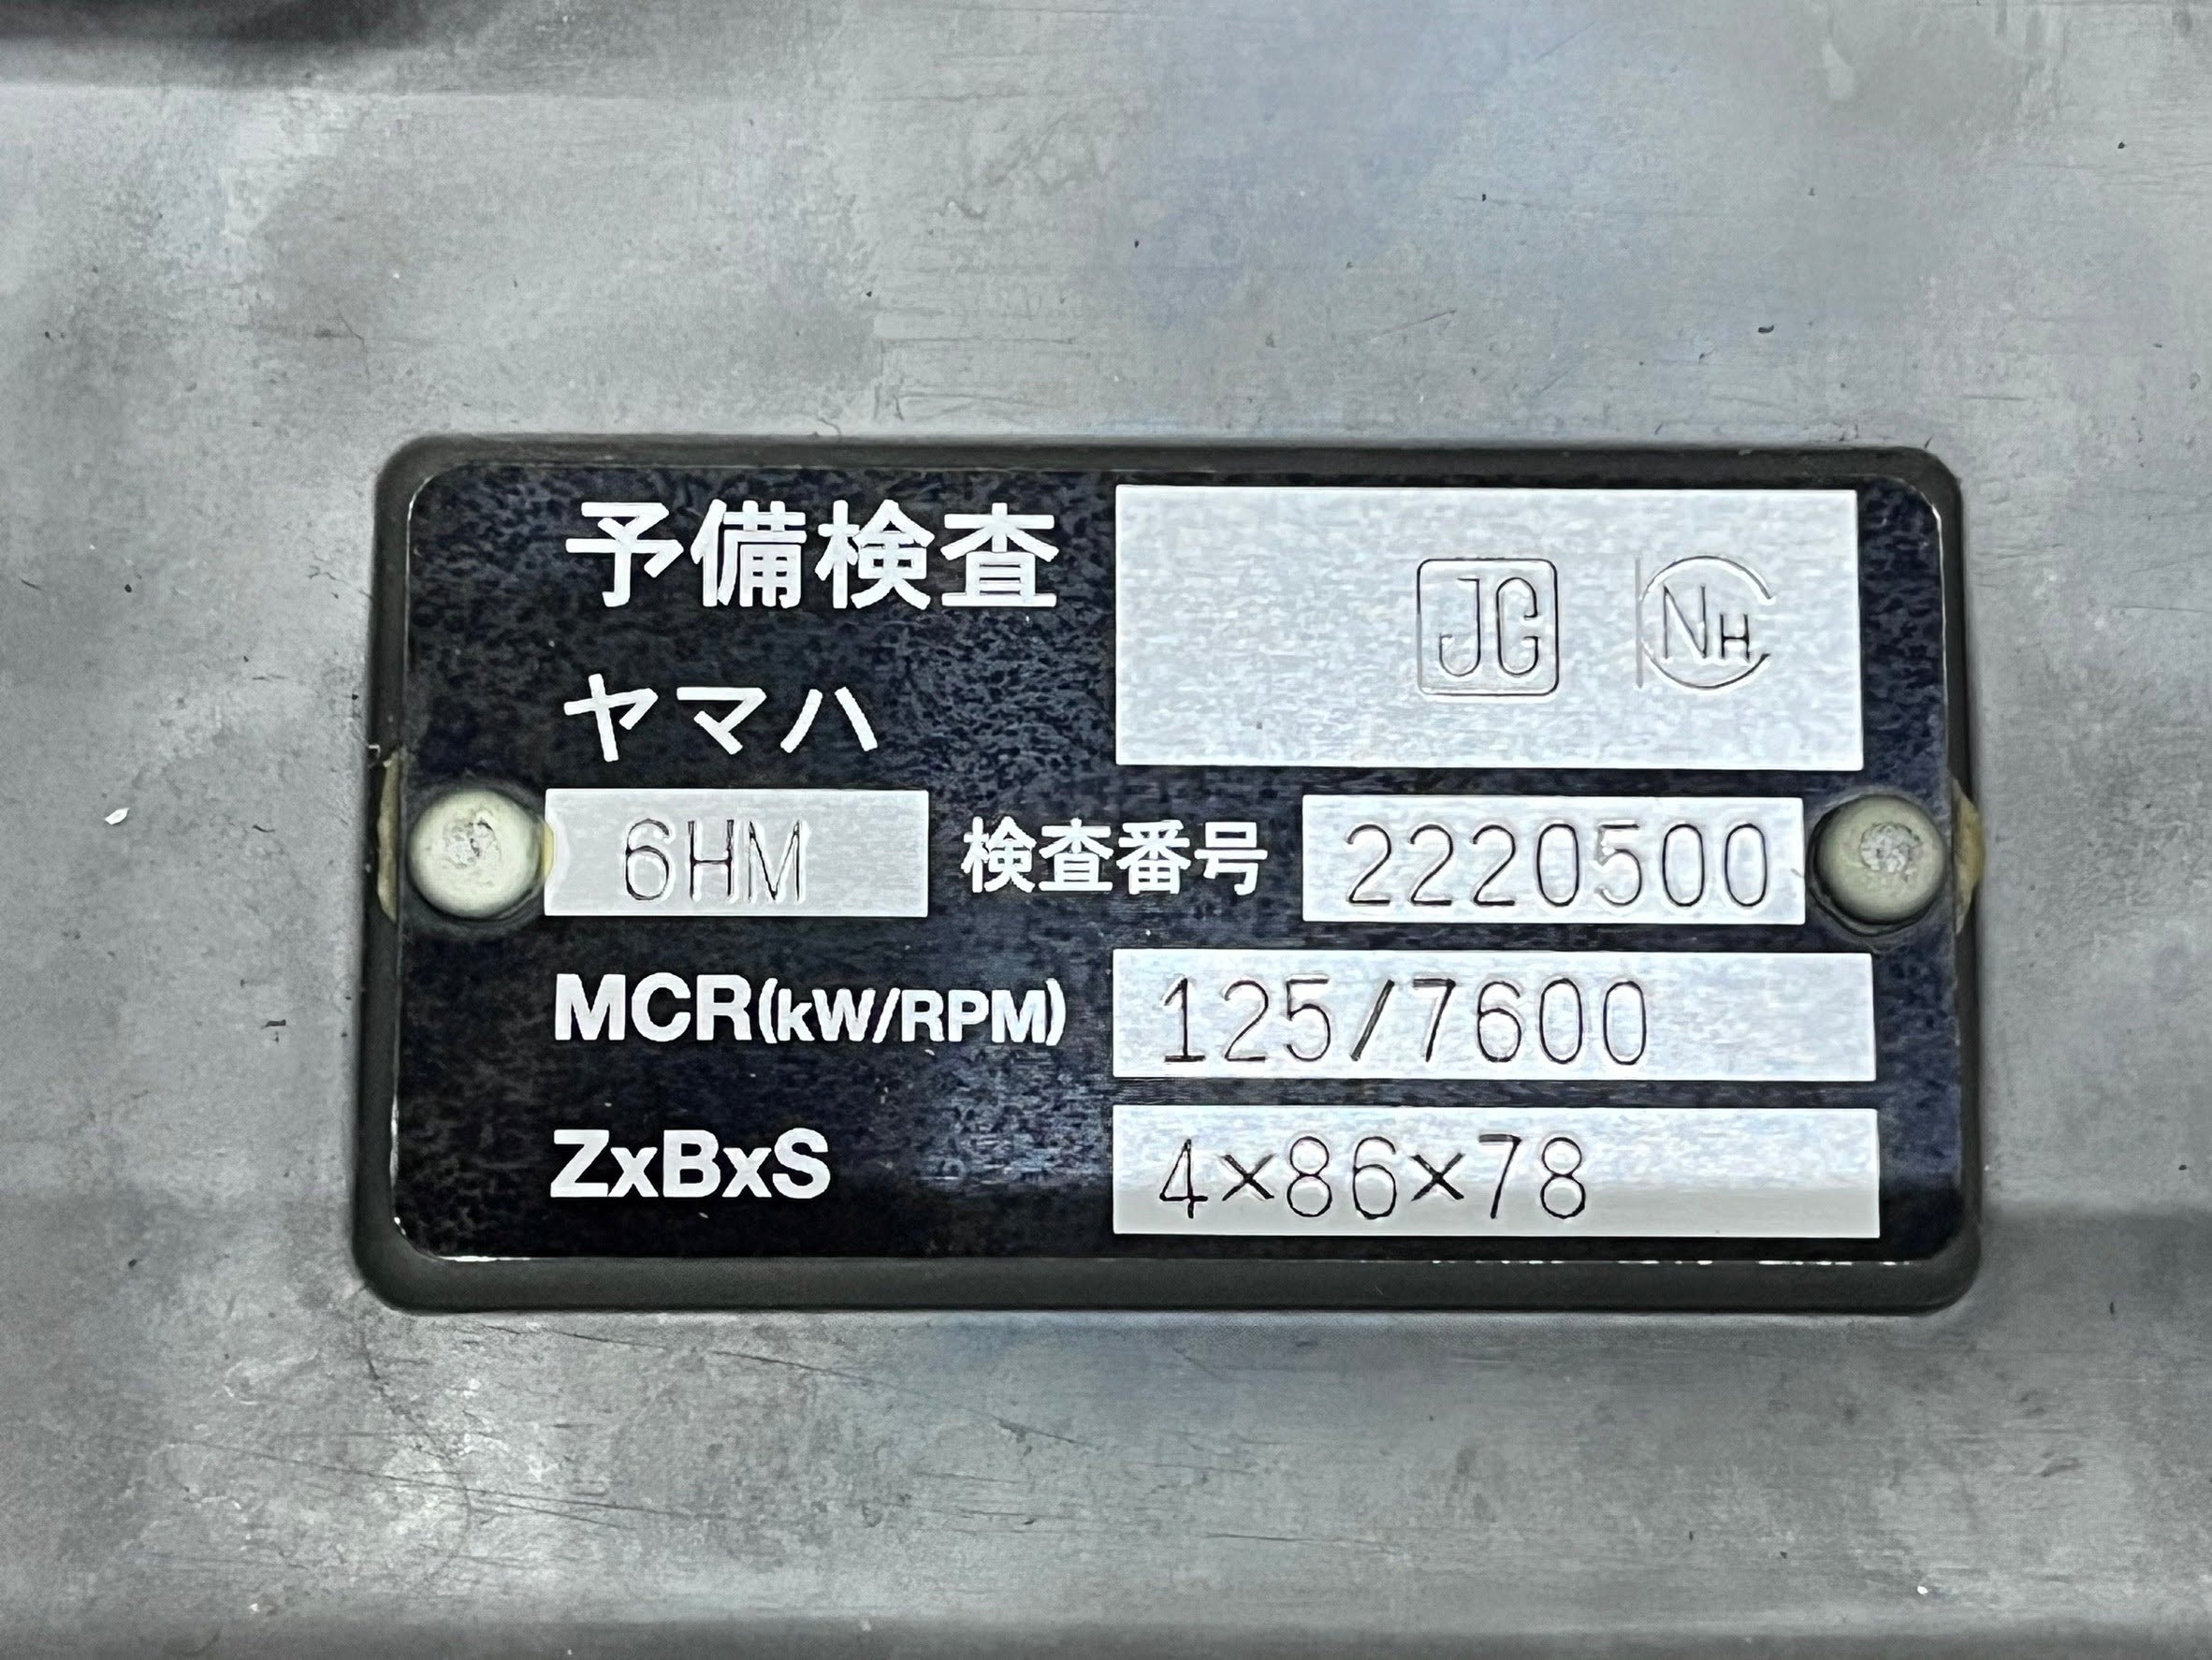 予備検査 JG NH
ヤマハ
6HM 検査番号 2220500
MCR(kW/RPM) 125/7600
ZxBxS 4×86×78